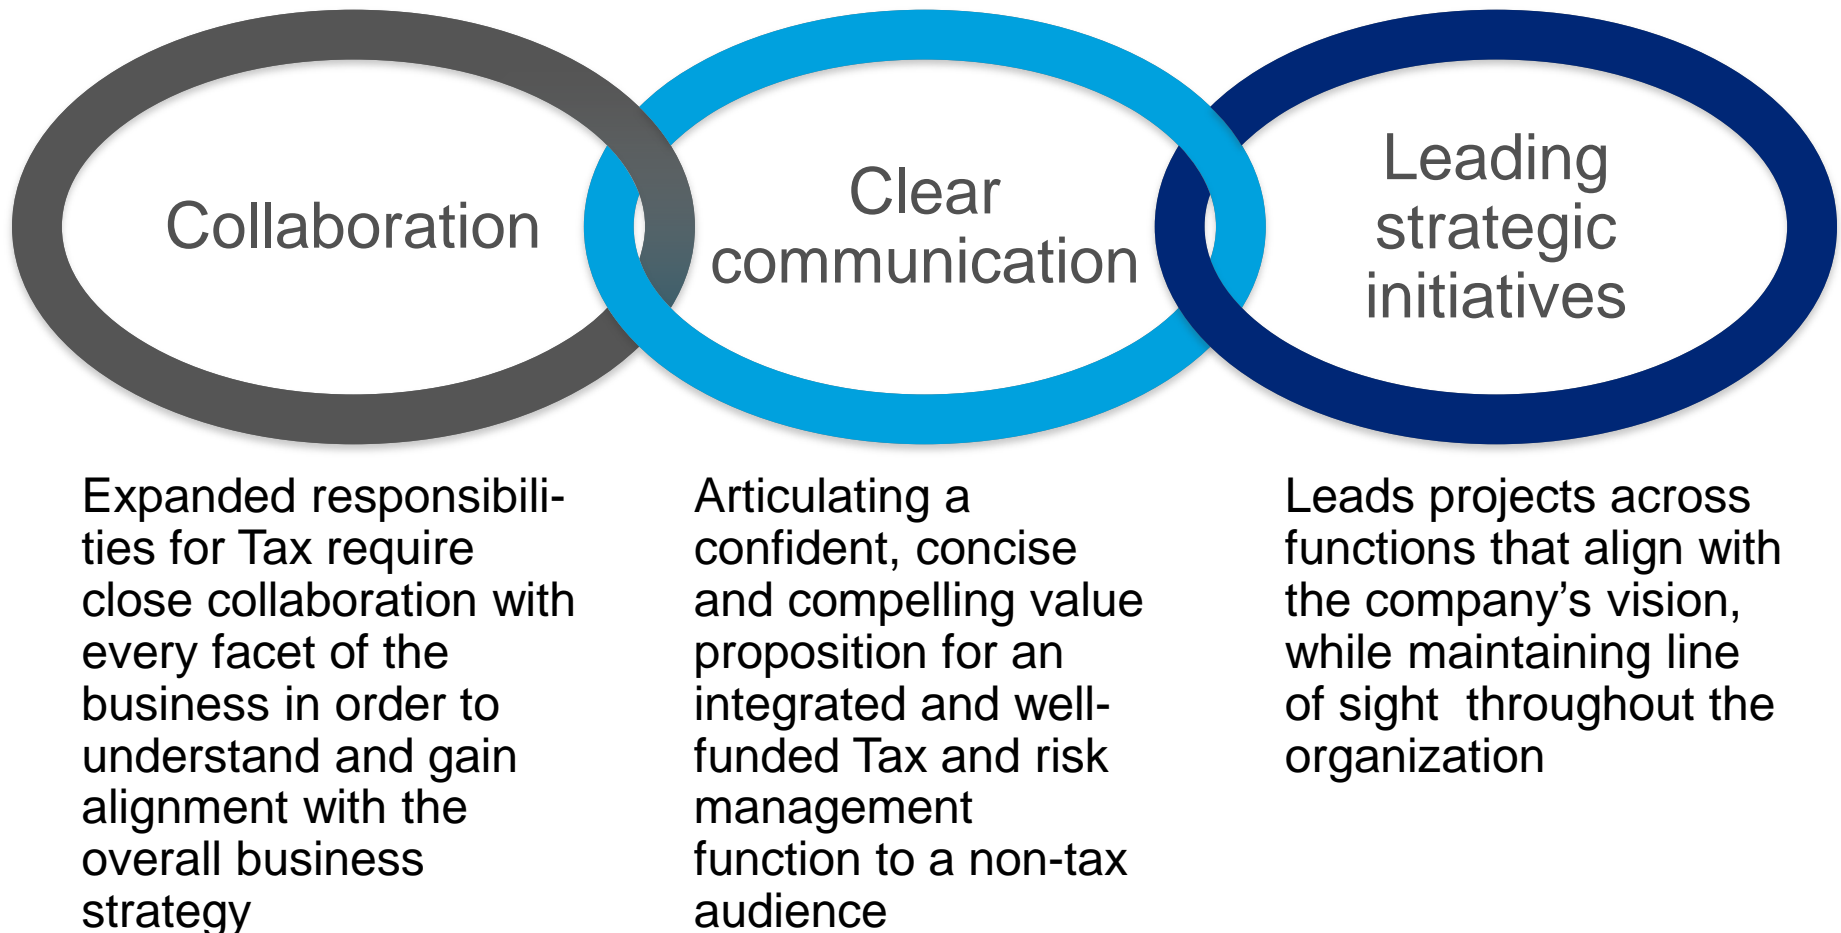 Collaboration
Clear
communication
Leading
strategic
initiatives
Expanded responsibili-
ties for Tax require
close collaboration with
every facet of the
business in order to
understand and gain
alignment with the
overall business
strategy
Articulating a
confident, concise
and compelling value
proposition for an
integrated and well-
funded Tax and risk
management
function to a non-tax
audience
Leads projects across
functions that align with
the company’s vision,
while maintaining line
of sight  throughout the
organization